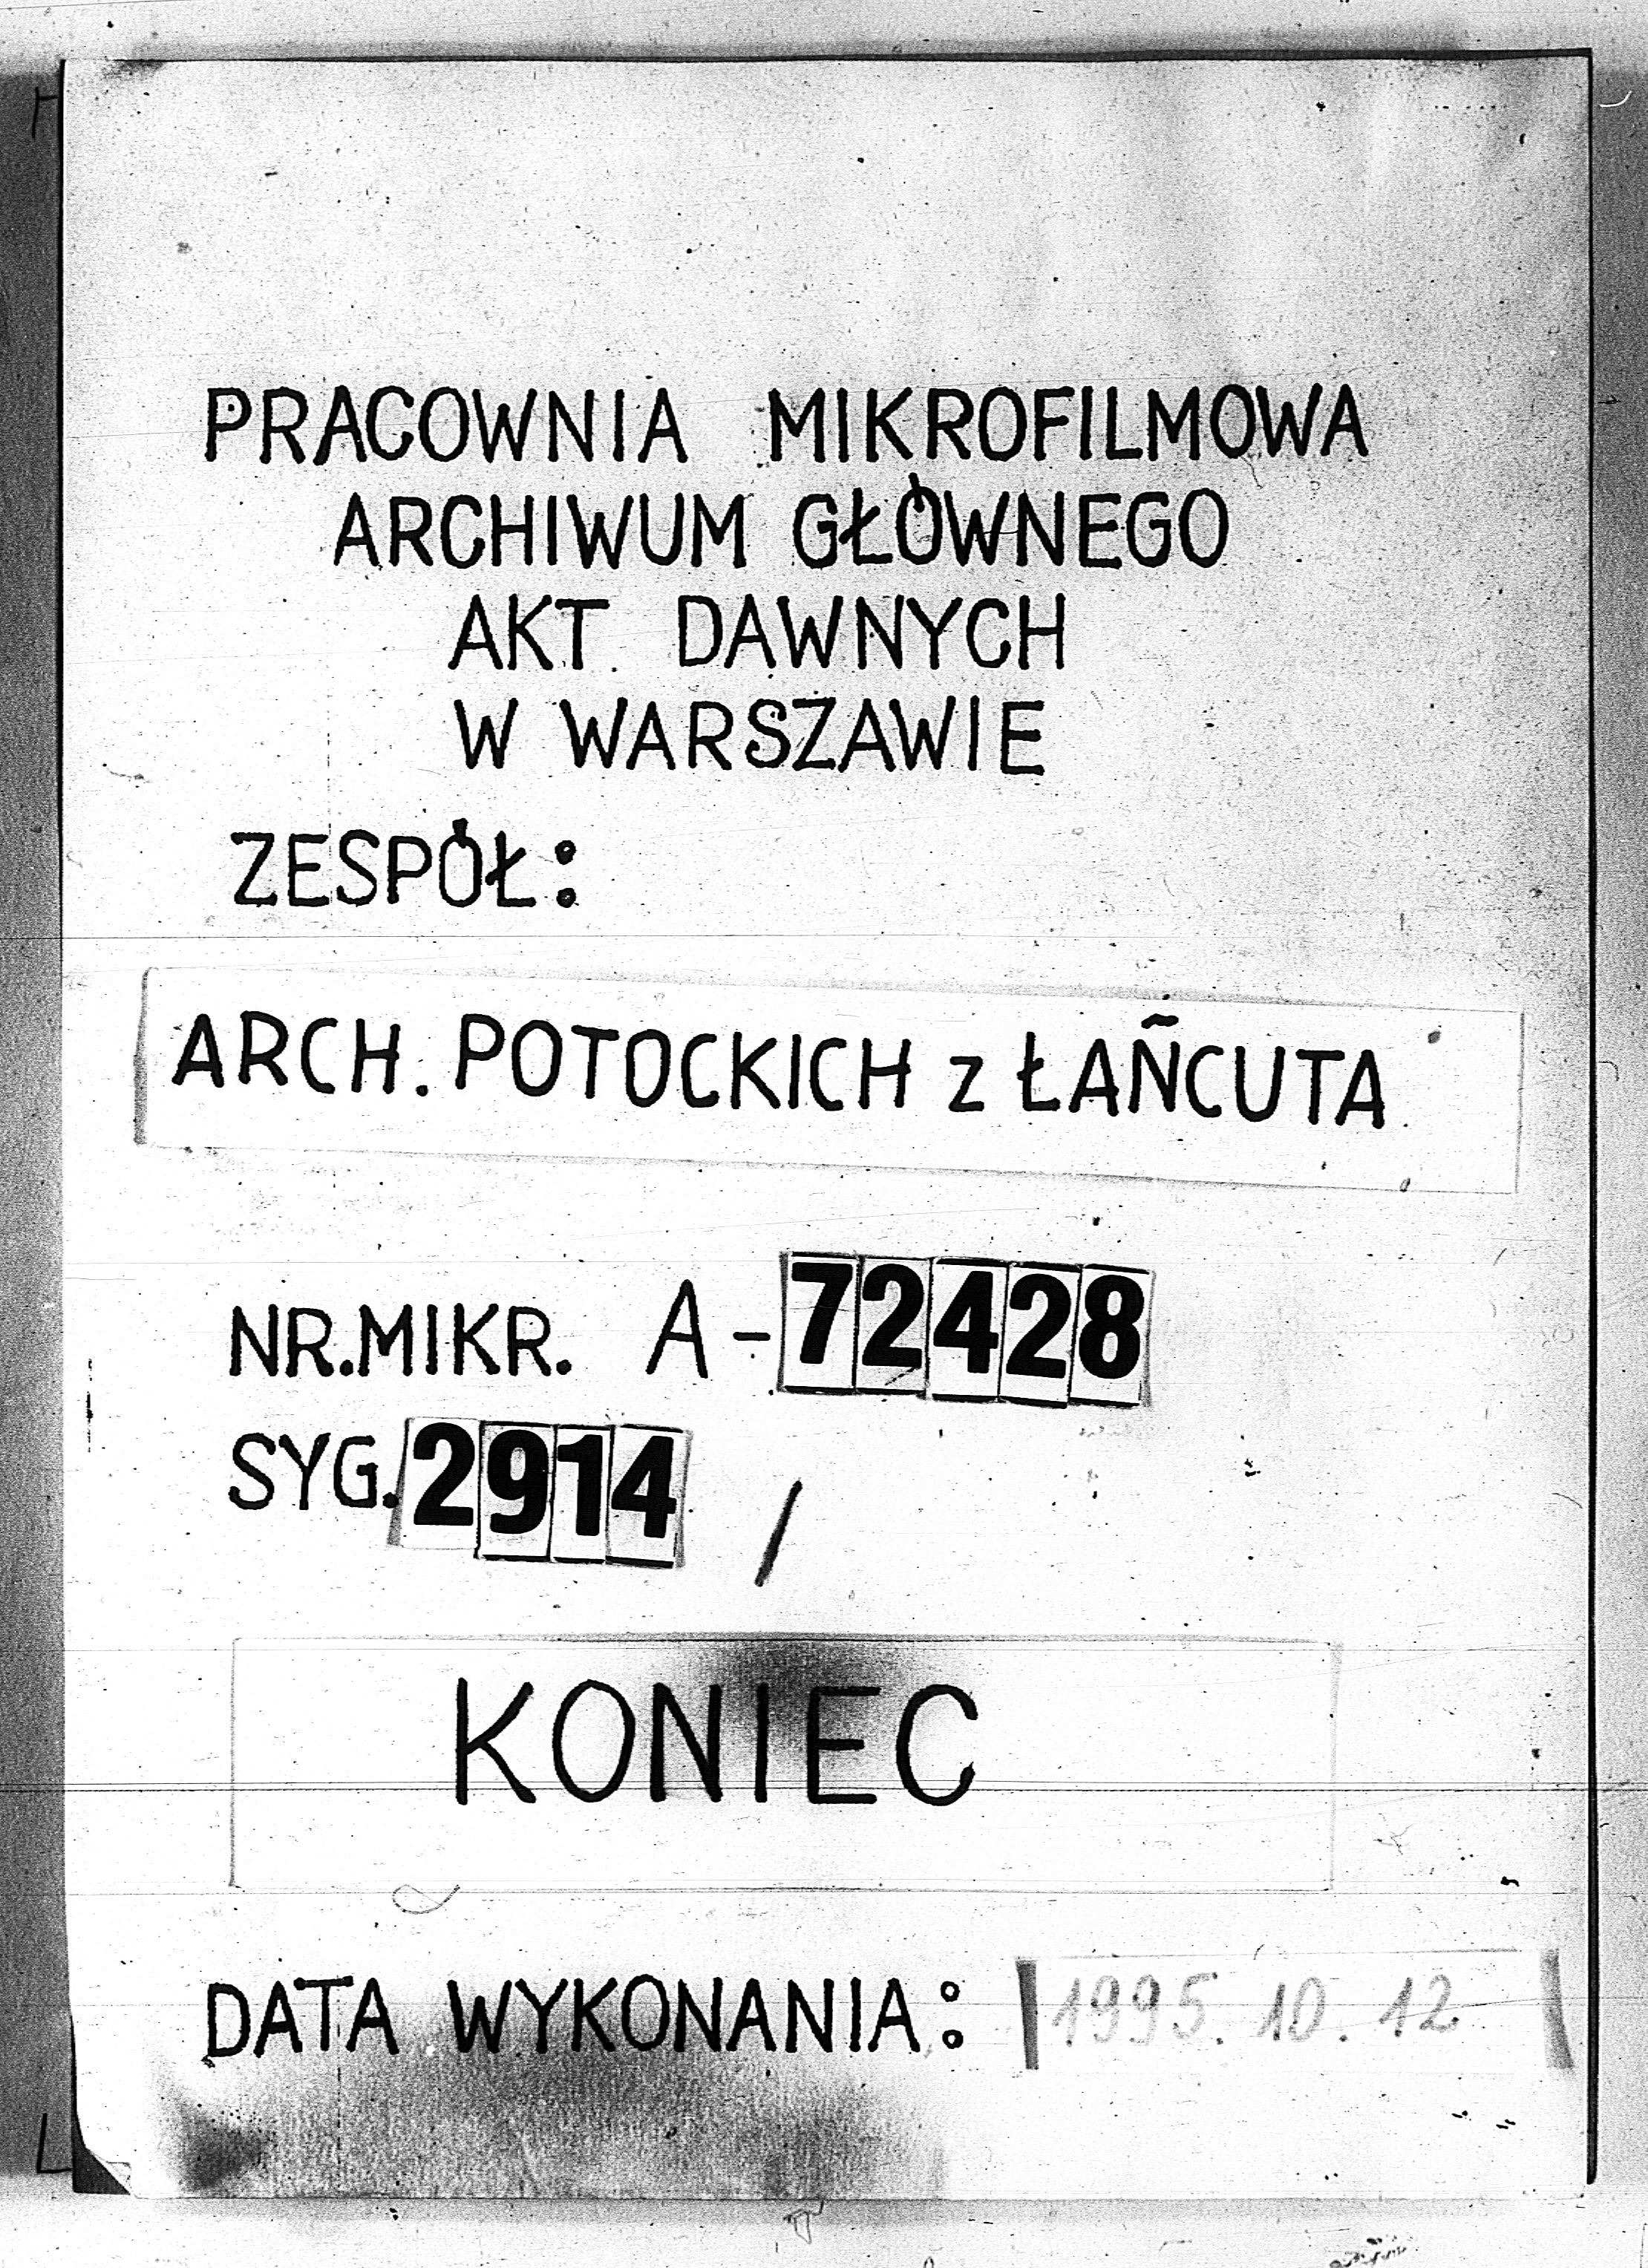 PRACOWNIA MIKROFILMOWA
ARCHIWUM GŁÓWNEGO
AKT DAWNYCH
W WARSZAWIE
ZESPÓŁ:
ARCH. POTOCKICH z ŁAŃCUTA
NR.MIKR. A-72428
SYG. 2914 /
KONIEC
DATA WYKONANIA: 1995. 10. 12